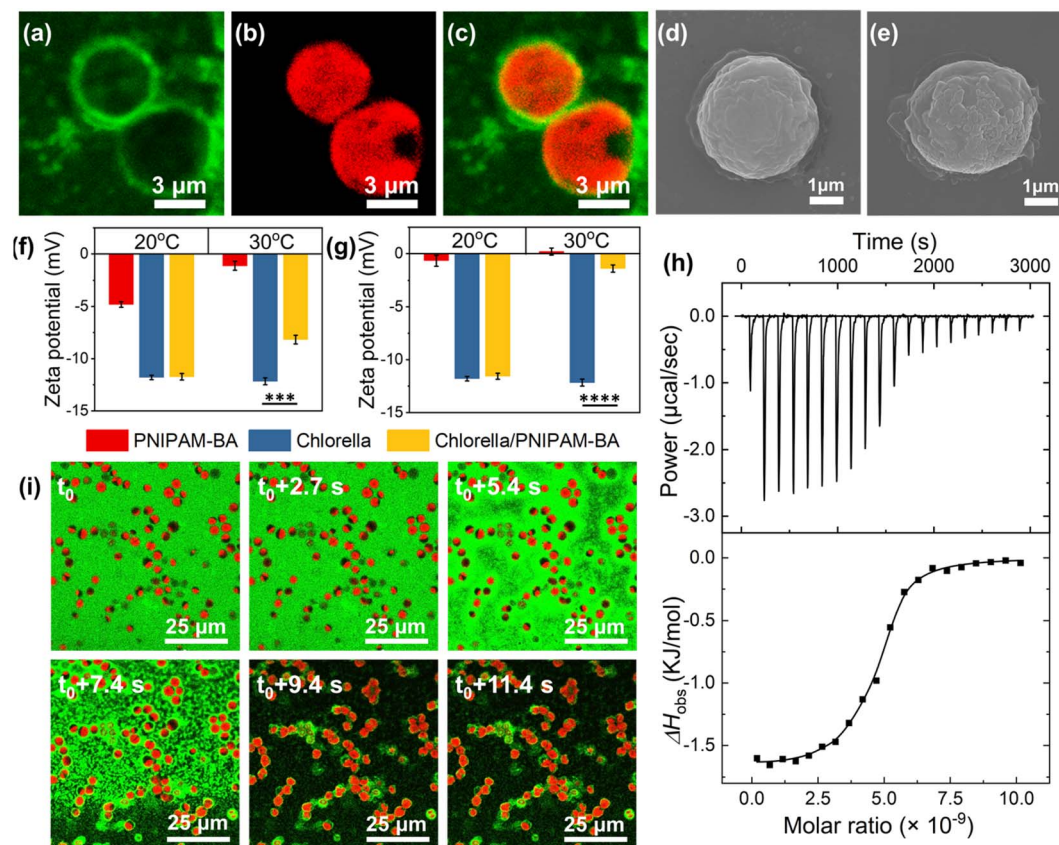 (a)
3 µm
(b)
3 µm
(c)
3 µm
(d)
1µm
(e)
1µm
(f)
20°C
30°C
Zeta potential (mV)
0
-5
-10
-15
***
(g)
20°C
30°C
Zeta potential (mV)
0
-5
-10
-15
****
PNIPAM-BA
Chlorella
Chlorella/PNIPAM-BA
(h)
Time (s)
0 1000 2000 3000
Power (µcal/sec)
0.0
-1.0
-2.0
-3.0
ΔHobs (KJ/mol)
0.0
-0.5
-1.0
-1.5
0.0 2.5 5.0 7.5 10.0
Molar ratio (× 10-9)
(i)
t0
25 µm
t0+2.7 s
25 µm
t0+5.4 s
25 µm
t0+7.4 s
25 µm
t0+9.4 s
25 µm
t0+11.4 s
25 µm